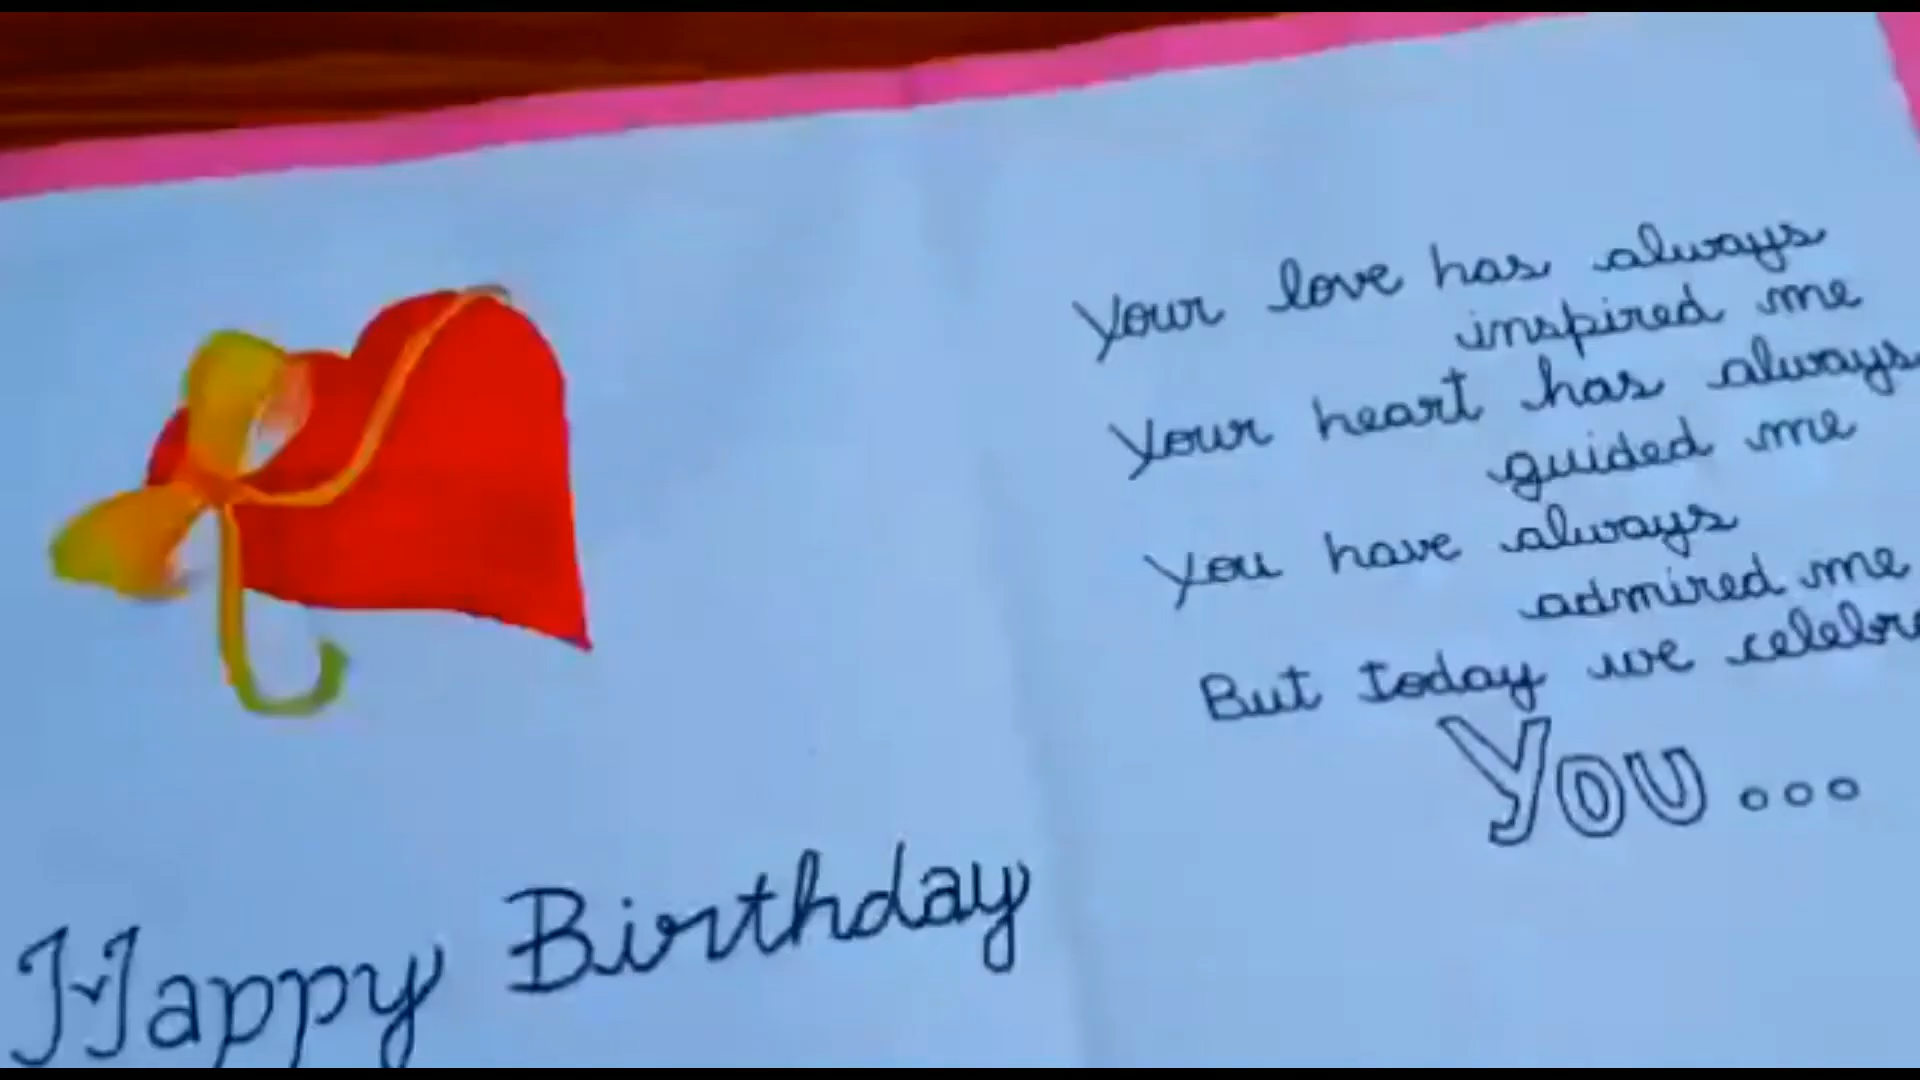 Happy Birthday
Your love has always
inspired me
Your heart has always
guided me
You have always
admired me
But today we
YOU...